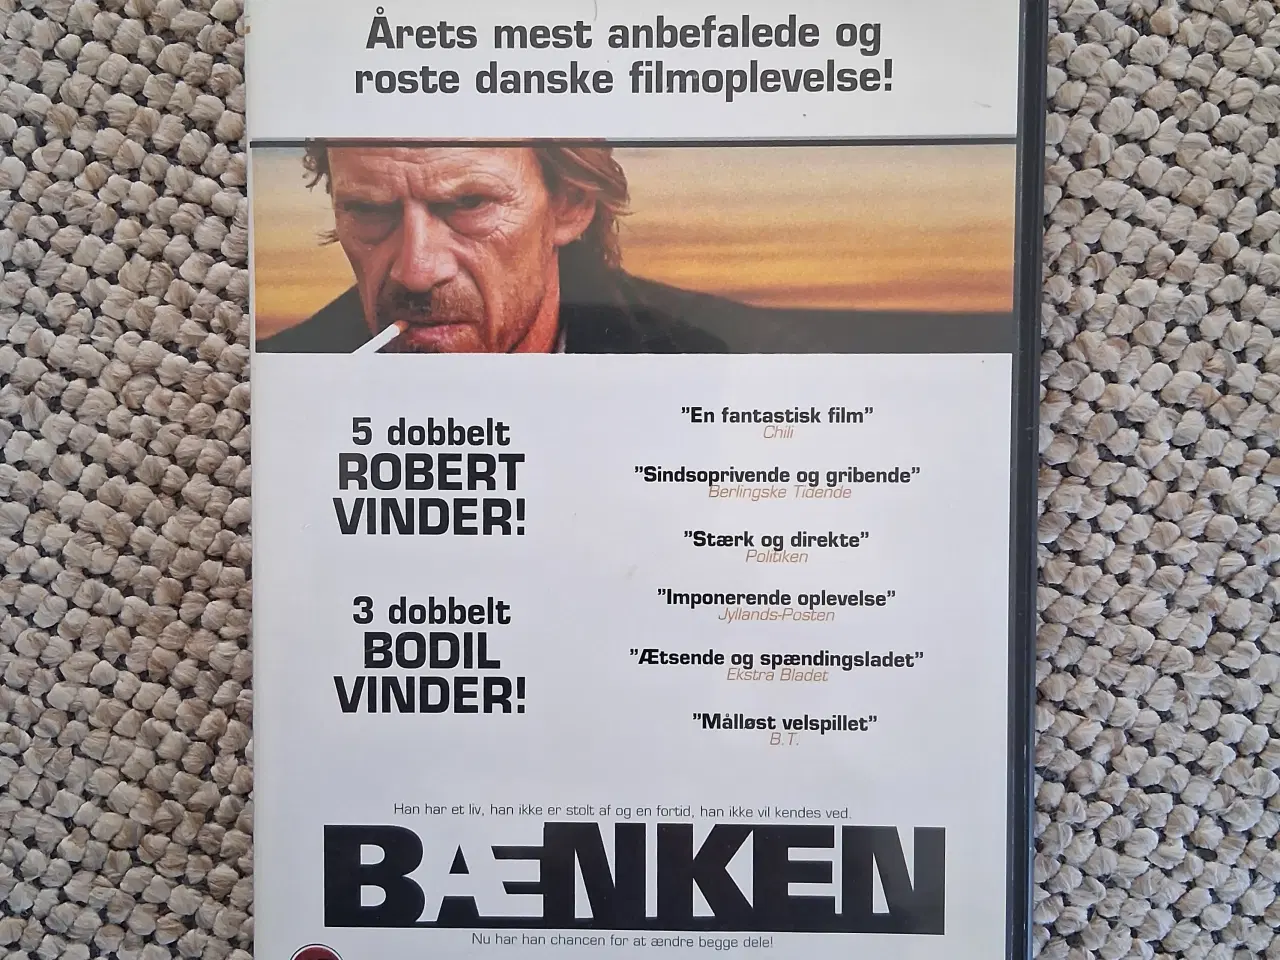 Årets mest anbefalede og
roste danske filmoplevelse!
5 dobbelt
ROBERT
VINDER!
3 dobbelt
BODIL
VINDER!
"En fantastisk film"
Chili
"Sindsoprivende og gribende"
Berlingske Tidende
"Stærk og direkte"
Politiken
"Imponerende oplevelse"
Jyllands-Posten
"Ætsende og spændingsladet"
Ekstra Bladet
"Målløst velspillet"
B.T.
Han har et liv, han ikke er stolt af og en fortid, han ikke vil kendes ved.
BÆNKEN
Nu har han chancen for at ændre begge dele!